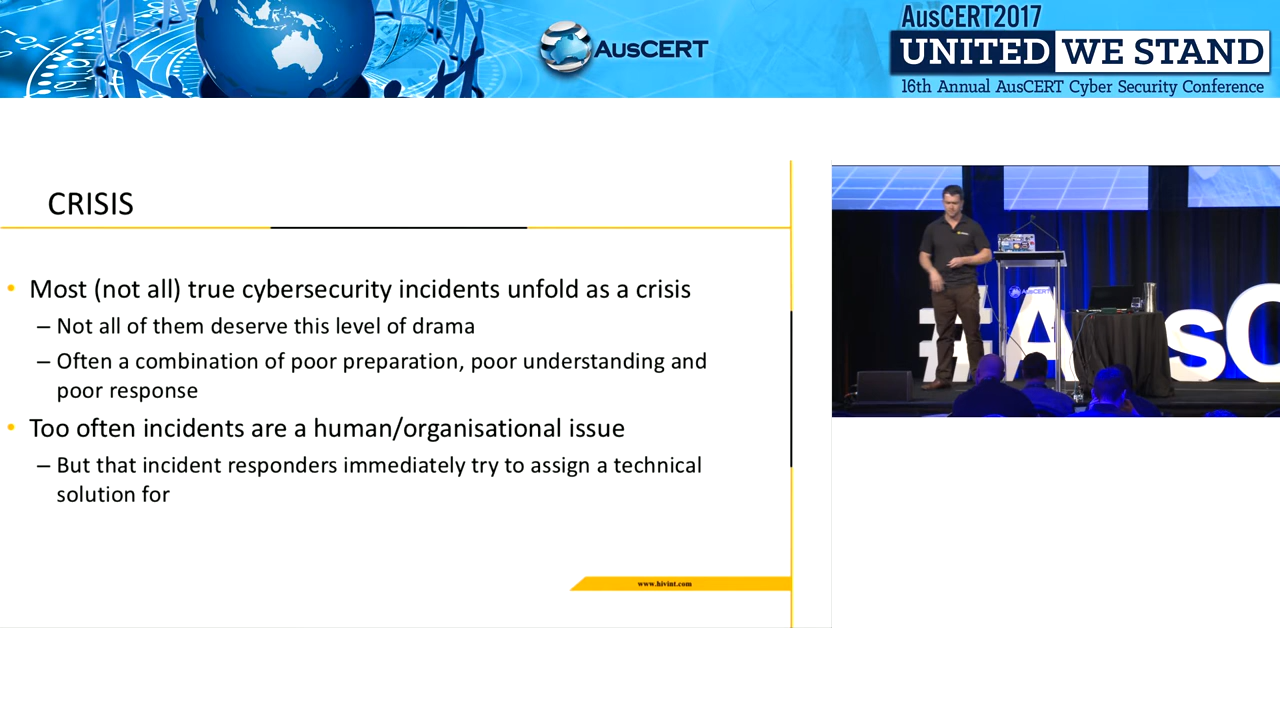 AusCERT2017
UNITED WE STAND
16th Annual AusCERT Cyber Security Conference
AusCERT
CRISIS
• Most (not all) true cybersecurity incidents unfold as a crisis
– Not all of them deserve this level of drama
– Often a combination of poor preparation, poor understanding and
poor response
• Too often incidents are a human/organisational issue
– But that incident responders immediately try to assign a technical
solution for
www.hivint.com
AusCERT
#AusC